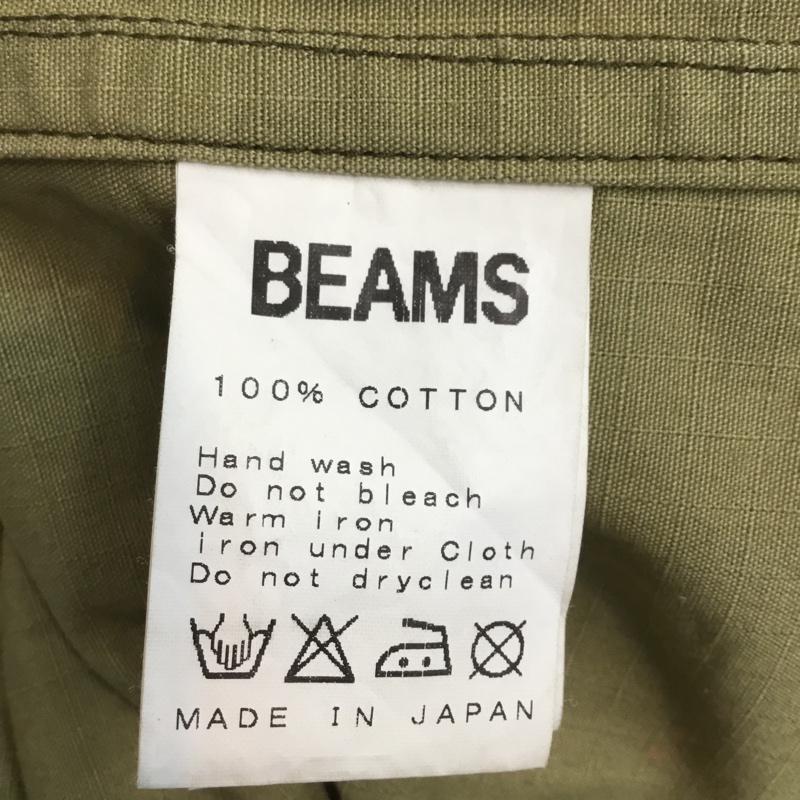 BEAMS
100% COTTON
Hand wash
Do not bleach
Warm iron
iron under Cloth
Do not dryclean
MADE IN JAPAN